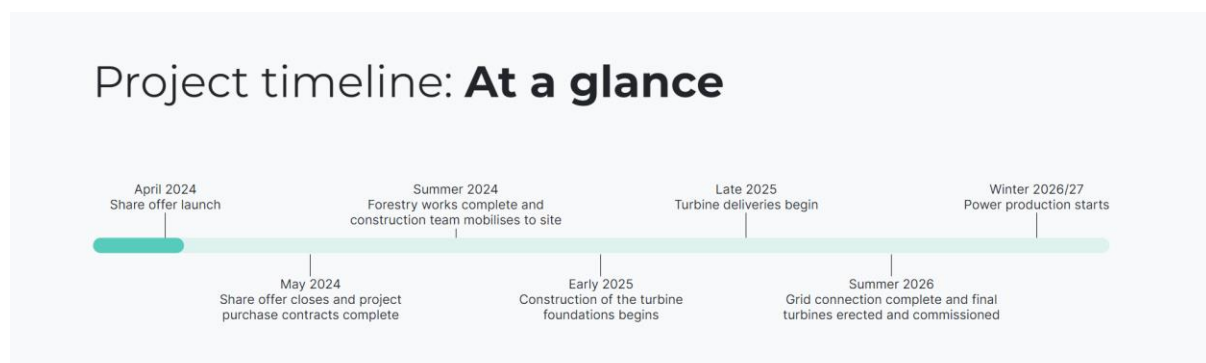 Project timeline: At a glance
April 2024
Share offer launch
Summer 2024
Forestry works complete and
construction team mobilises to site
Late 2025
Turbine deliveries begin
Winter 2026/27
Power production starts
May 2024
Share offer closes and project
purchase contracts complete
Early 2025
Construction of the turbine
foundations begins
Summer 2026
Grid connection complete and final
turbines erected and commissioned